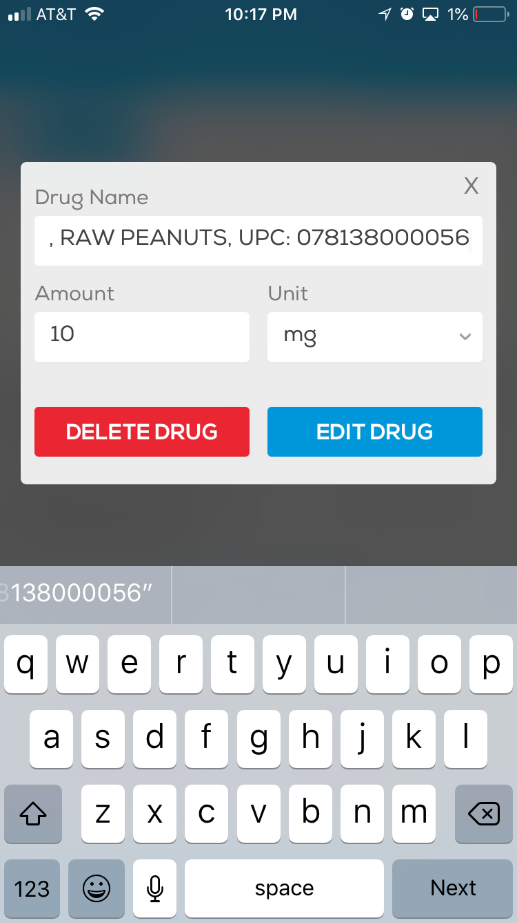 AT&T 10:17 PM 1%
X
Drug Name
, RAW PEANUTS, UPC: 078138000056
Amount Unit
10 mg
DELETE DRUG EDIT DRUG
8138000056”
q w e r t y u i o p
a s d f g h j k l
z x c v b n m
123 space Next